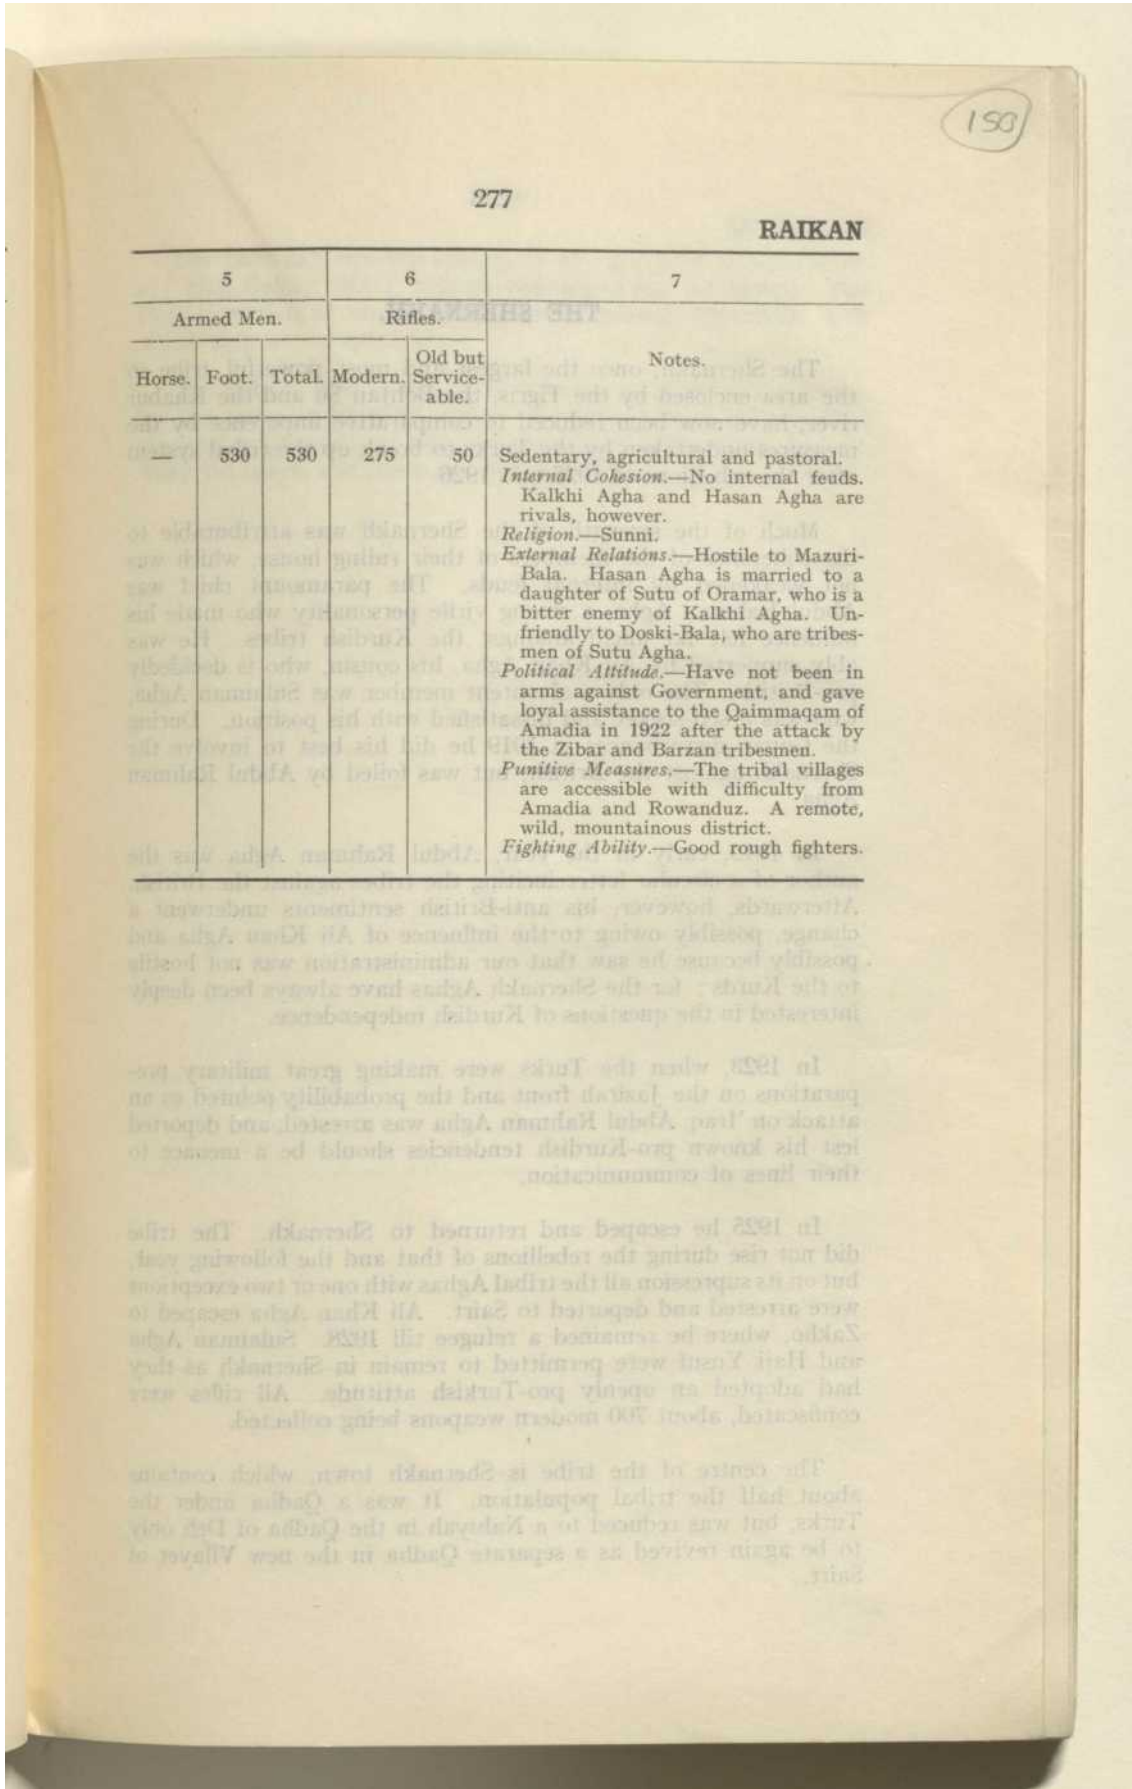 150
277
RAIKAN
5 6 7
Armed Men. Rifles. Notes.
Horse. Foot. Total. Modern. Old but
Service-
able.
— 530 530 275 50 Sedentary, agricultural and pastoral.
Internal Cohesion.—No internal feuds.
Kalkhi Agha and Hasan Agha are
rivals, however.
Religion.—Sunni.
External Relations.—Hostile to Mazuri-
Bala. Hasan Agha is married to a
daughter of Sutu of Oramar, who is a
bitter enemy of Kalkhi Agha. Un-
friendly to Doski-Bala, who are tribes-
men of Sutu Agha.
Political Attitude.—Have not been in
arms against Government, and gave
loyal assistance to the Qaimmaqam of
Amadia in 1922 after the attack by
the Zibar and Barzan tribesmen.
Punitive Measures.—The tribal villages
are accessible with difficulty from
Amadia and Rowanduz. A remote,
wild, mountainous district.
Fighting Ability.—Good rough fighters.